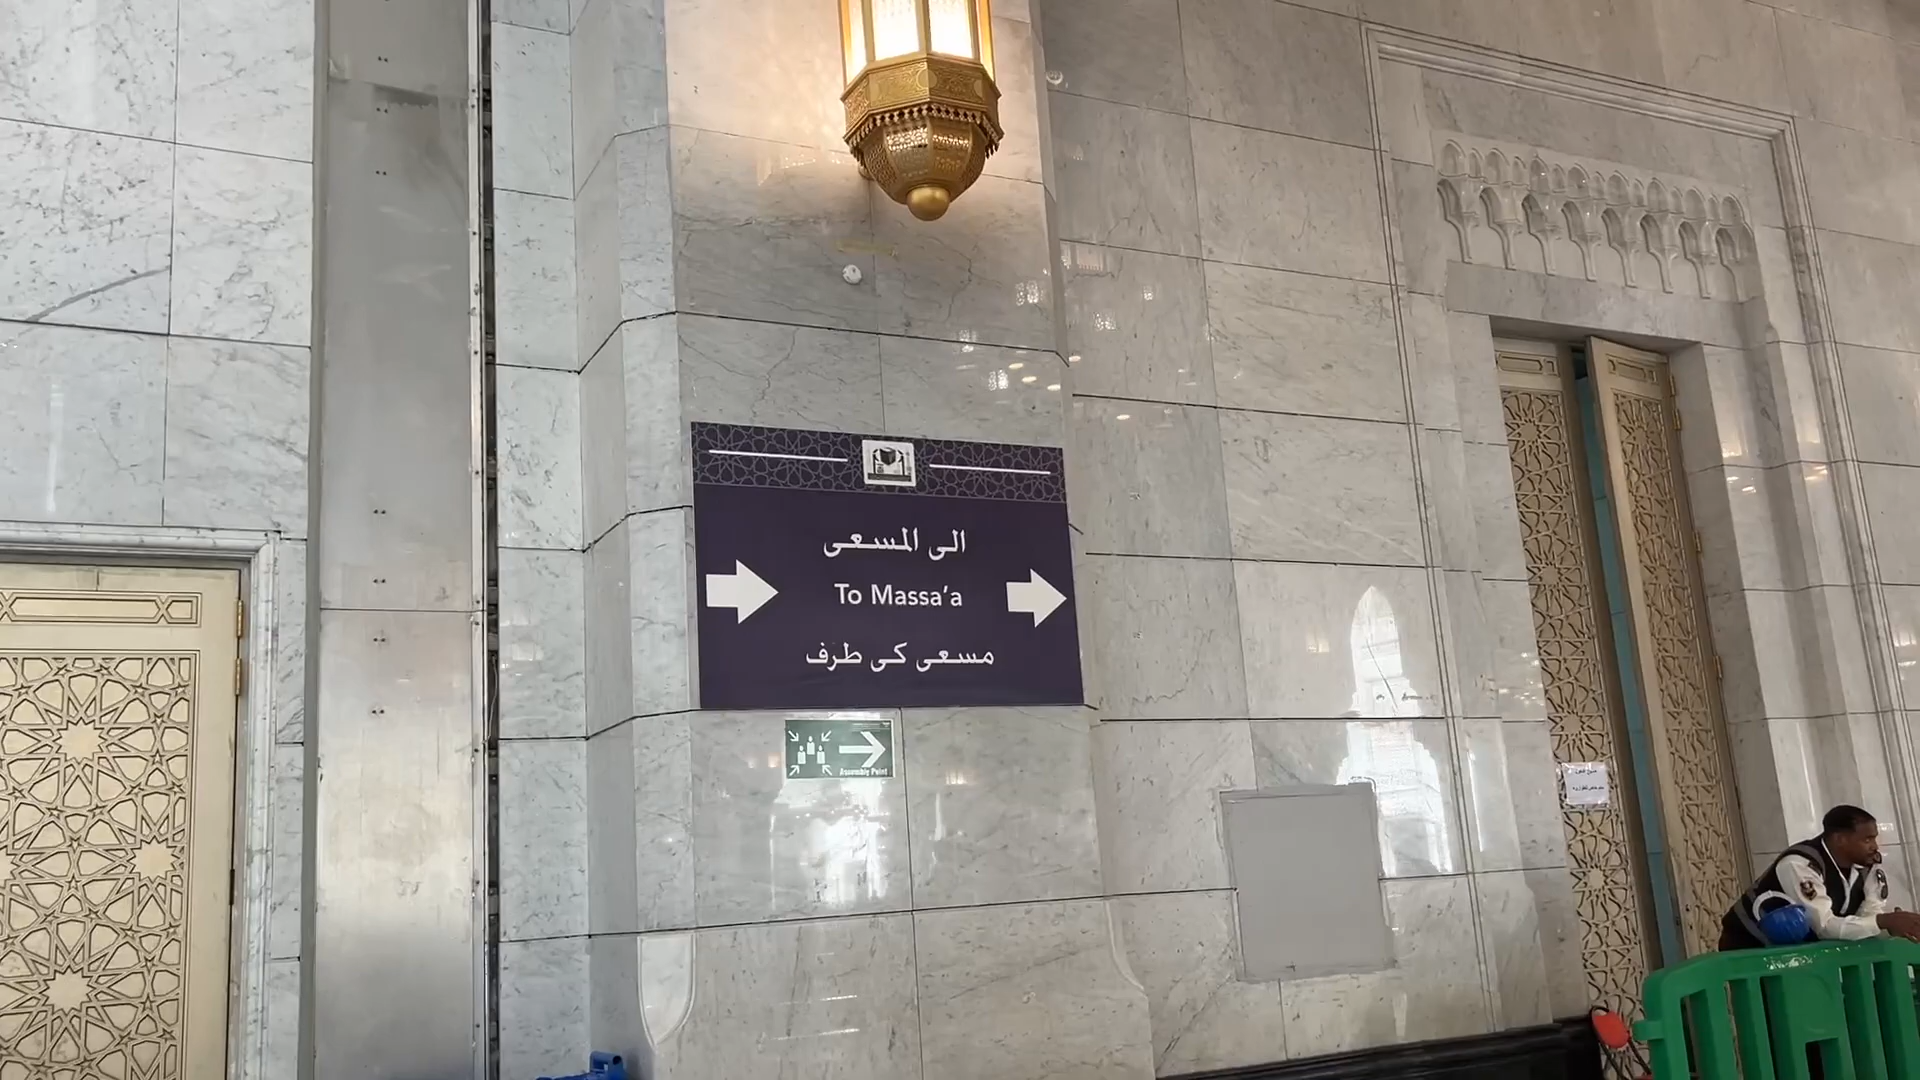 الى المسعى
To Massa'a
مسعى کی طرف
Assembly Point